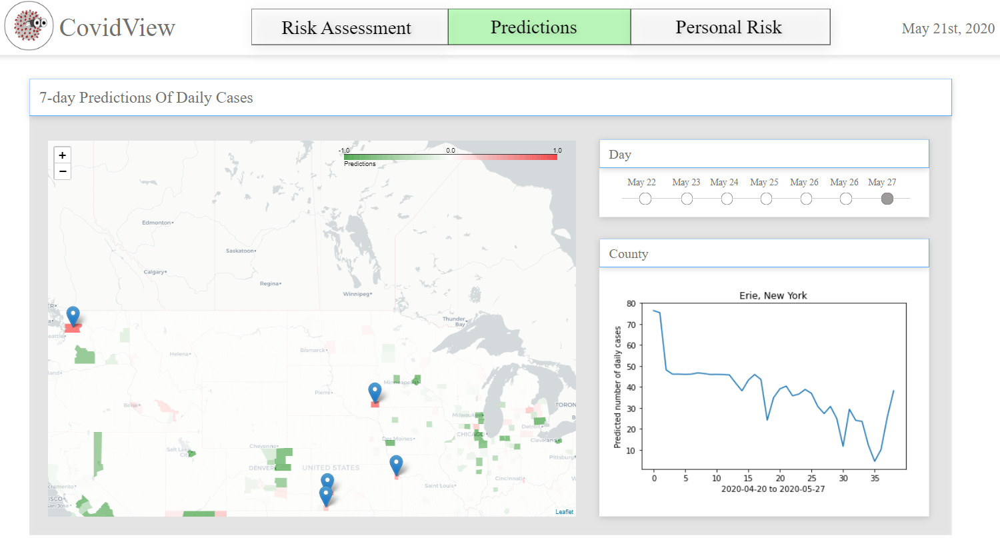 CovidView
Risk Assessment
Predictions
Personal Risk
May 21st, 2020
7-day Predictions Of Daily Cases
+
−
-1.0 0.0 1.0
Predictions
Edmonton
Saskatoon
Calgary
Regina
Winnipeg
Thunder
Bay
Helena
Bismarck
Minneapolis
Pierre
Boise
TORON
Milwaukee
Detroit
CHICAGO
Des Moines
Cleveland
Cheyenne
Salt Lake
City
Pittsburg
DENVER
UNITED STATES
Cincinnati
Saint Louis
cramento
ISCO
San Jose
Leaflet
Day
May 22 May 23 May 24 May 25 May 26 May 26 May 27
County
Erie, New York
Predicted number of daily cases
80
70
60
50
40
30
20
10
0 5 10 15 20 25 30 35
2020-04-20 to 2020-05-27